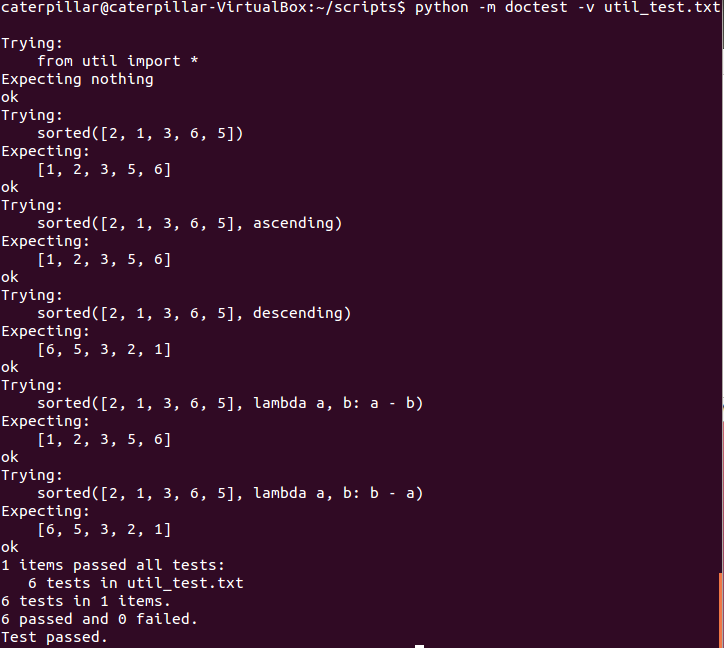 caterpillar@caterpillar-VirtualBox:~/scripts$ python -m doctest -v util_test.txt
Trying:
    from util import *
Expecting nothing
ok
Trying:
    sorted([2, 1, 3, 6, 5])
Expecting:
    [1, 2, 3, 5, 6]
ok
Trying:
    sorted([2, 1, 3, 6, 5], ascending)
Expecting:
    [1, 2, 3, 5, 6]
ok
Trying:
    sorted([2, 1, 3, 6, 5], descending)
Expecting:
    [6, 5, 3, 2, 1]
ok
Trying:
    sorted([2, 1, 3, 6, 5], lambda a, b: a - b)
Expecting:
    [1, 2, 3, 5, 6]
ok
Trying:
    sorted([2, 1, 3, 6, 5], lambda a, b: b - a)
Expecting:
    [6, 5, 3, 2, 1]
ok
1 items passed all tests:
   6 tests in util_test.txt
6 tests in 1 items.
6 passed and 0 failed.
Test passed.